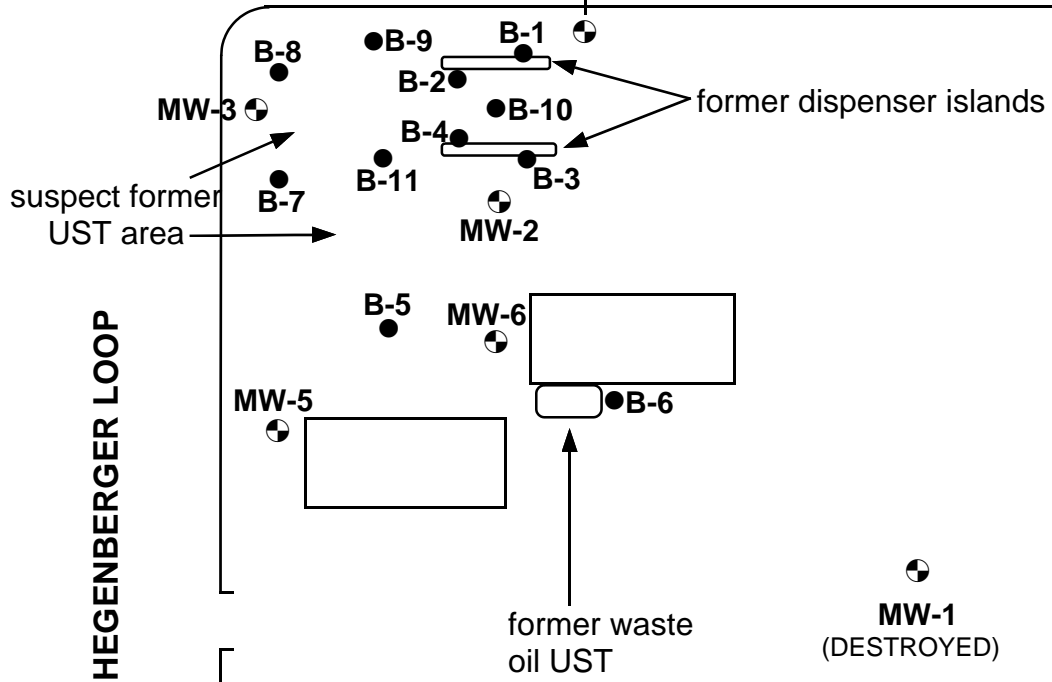 B-9
B-1
B-8
B-2
MW-3
B-10
former dispenser islands
B-4
B-11
B-3
suspect former
UST area
B-7
MW-2
B-5
MW-6
MW-5
B-6
HEGENBERGER LOOP
former waste
oil UST
MW-1
(DESTROYED)